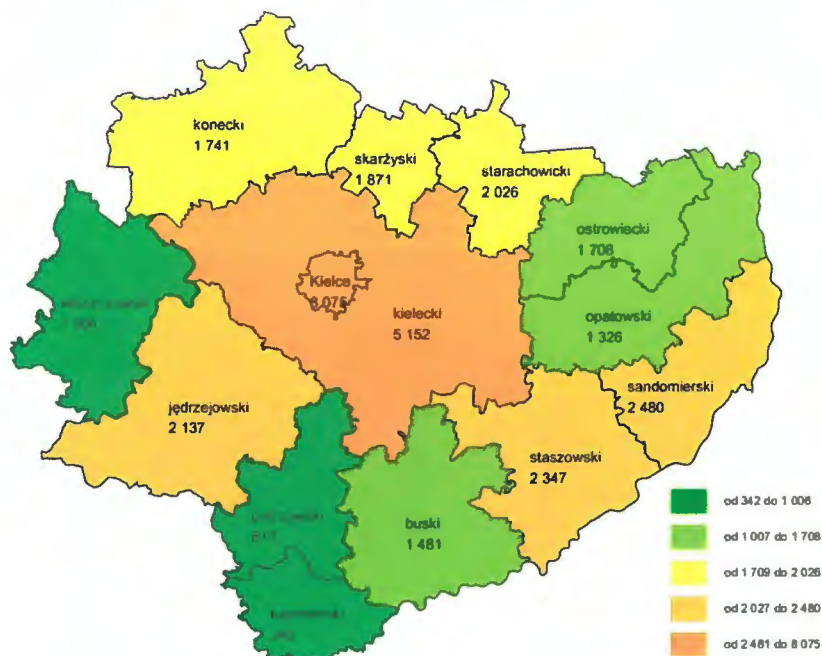 konecki
1 741
skarżyski
1 871
starachowicki
2 026
ostrowiecki
1 708
Kielce
8 075
kielecki
5 152
opatowski
1 326
sandomierski
2 480
jędrzejowski
2 137
staszowski
2 347
buski
1 481
od 342 do 1 006
od 1 007 do 1 708
od 1 709 do 2 026
od 2 027 do 2 480
od 2 481 do 8 075